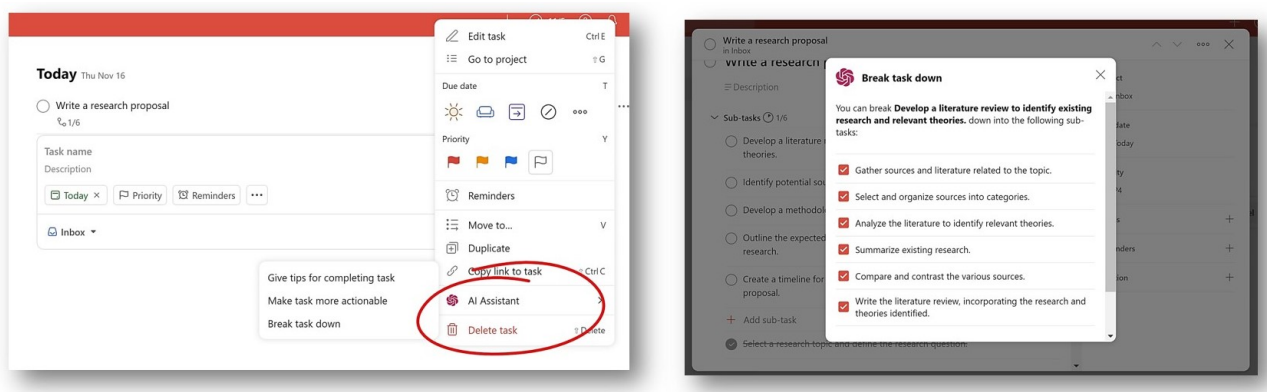 Edit task Ctrl E
Go to project ⇧ G
Due date T
Priority Y
Reminders
Move to... V
Duplicate
Copy link to task ⇧ Ctrl C
AI Assistant
Delete task ⇧ Delete
Give tips for completing task
Make task more actionable
Break task down
Today Thu Nov 16
Write a research proposal
1/6
Task name
Description
Today × Priority Reminders
Inbox
Write a research proposal
in Inbox
Write a research
Description
Sub-tasks 1/6
Develop a literature
theories.
Identify potential
Develop a
Outline the expected
research.
Create a timeline for
proposal.
Add sub-task
Select a research topic and define the research question.
Break task down
You can break Develop a literature review to identify existing
research and relevant theories. down into the following sub-
tasks:
Gather sources and literature related to the topic.
Select and organize sources into categories.
Analyze the literature to identify relevant theories.
Summarize existing research.
Compare and contrast the various sources.
Write the literature review, incorporating the research and
theories identified.